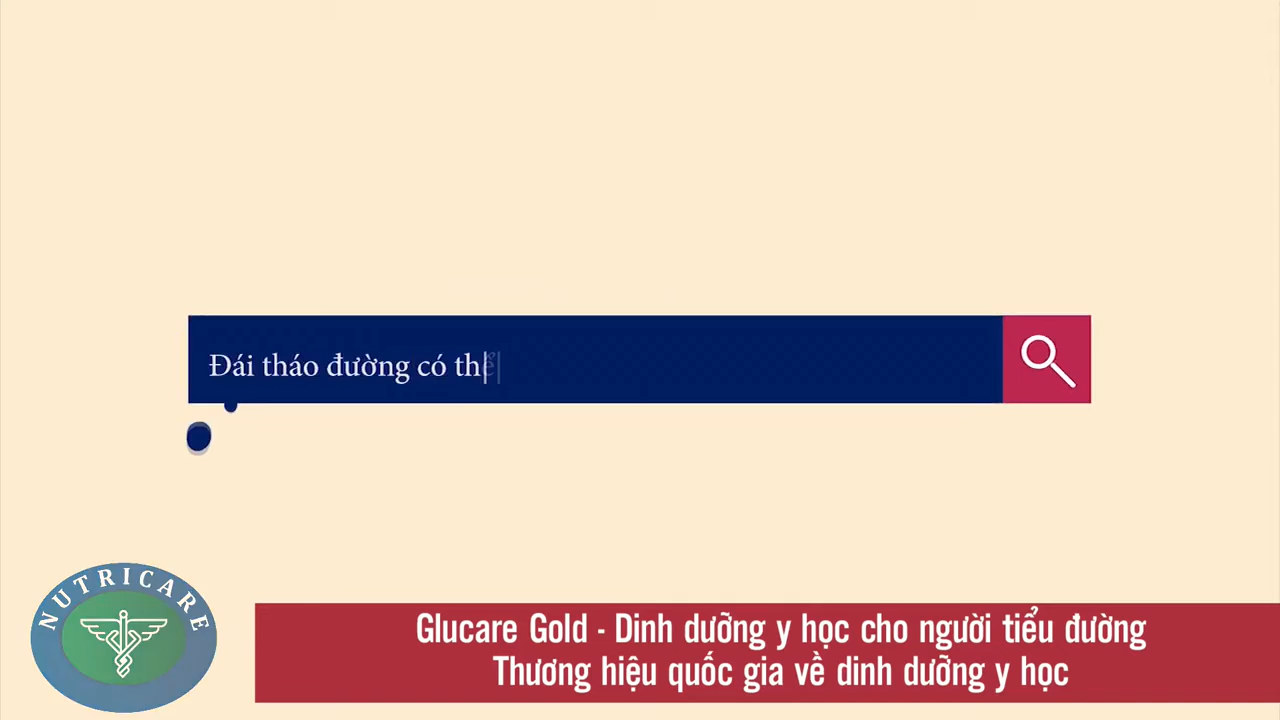 Đái tháo đường có thể
NUTRICARE
Glucare Gold - Dinh dưỡng y học cho người tiểu đường
Thương hiệu quốc gia về dinh dưỡng y học